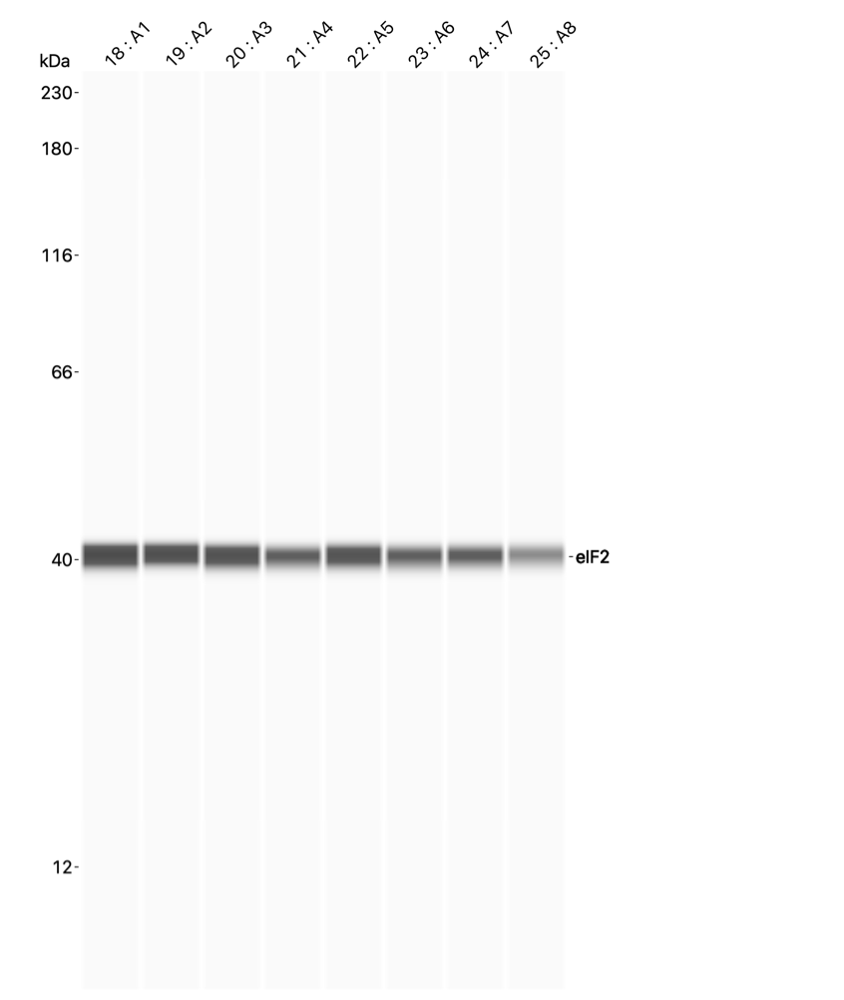 kDa
18 : A1
19 : A2
20 : A3
21 : A4
22 : A5
23 : A6
24 : A7
25 : A8
230-
180-
116-
66-
40-
-eIF2
12-